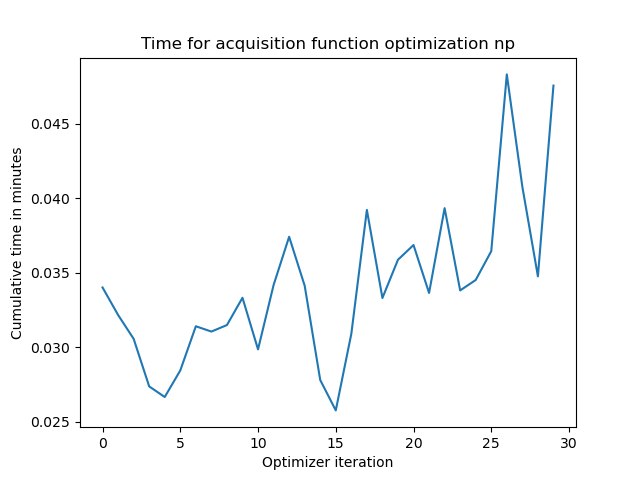 Time for acquisition function optimization np
Cumulative time in minutes
0.045
0.040
0.035
0.030
0.025
0 5 10 15 20 25 30
Optimizer iteration